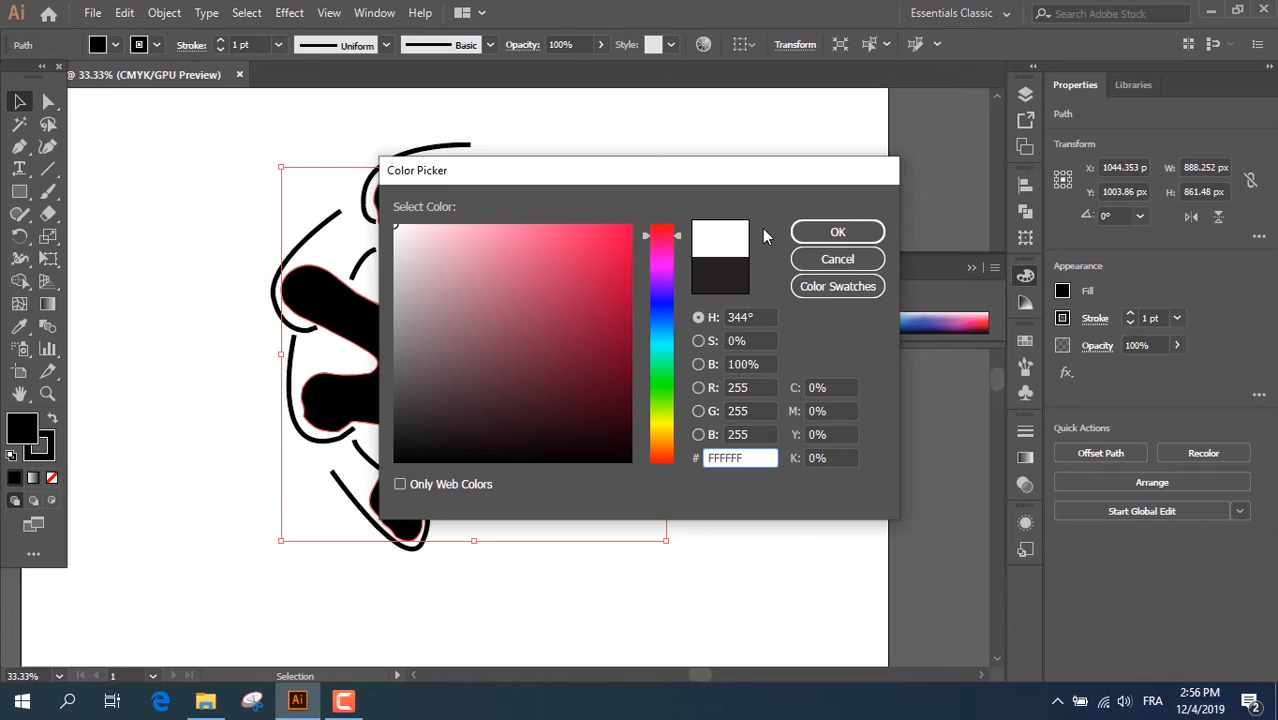 Ai File Edit Object Type Select Effect View Window Help Essentials Classic Search Adobe Stock
Path Stroke: 1 pt Uniform Basic Opacity: 100% Style: Transform
@ 33.33% (CMYK/GPU Preview) ×
Properties Libraries
Path
Transform
X: 1044.353 p W: 888.252 px
Y: 1003.86 px H: 861.48 px
0°
Appearance
Fill
Stroke 1 pt
Opacity 100%
fx.
Quick Actions
Offset Path Recolor
Arrange
Start Global Edit
Color Picker
Select Color:
OK
Cancel
Color Swatches
H: 344°
S: 0%
B: 100%
R: 255 C: 0%
G: 255 M: 0%
B: 255 Y: 0%
# FFFFFF K: 0%
Only Web Colors
33.33% 1 Selection
Ai FRA 2:56 PM
12/4/2019 2